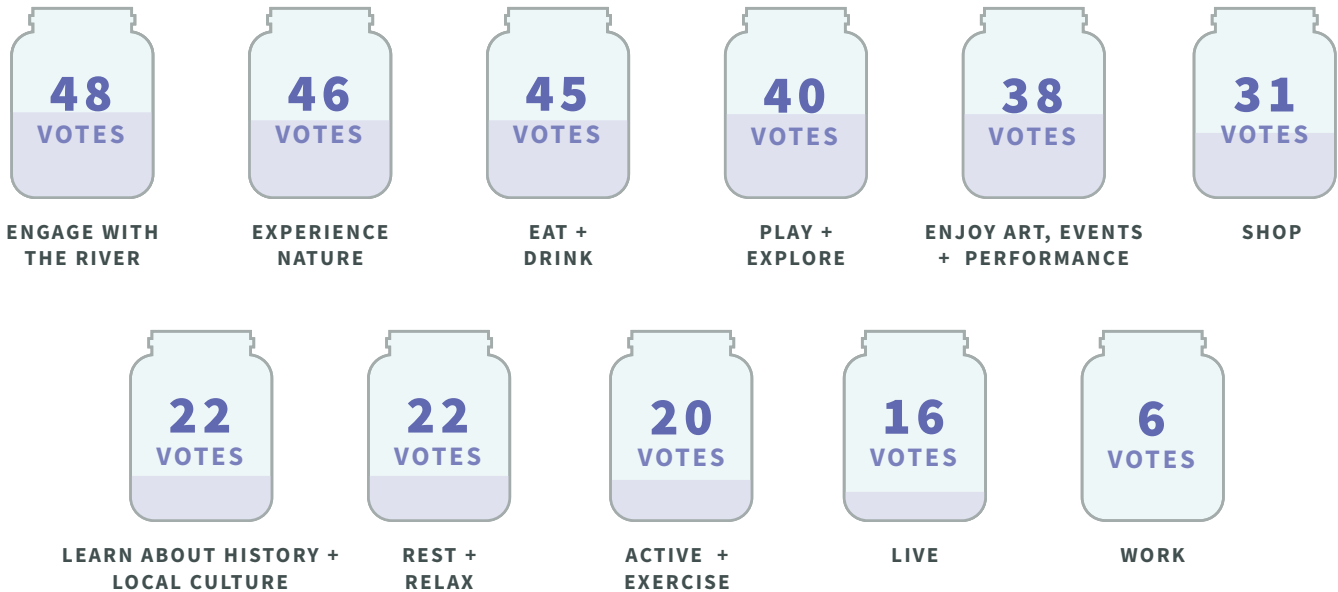 48
VOTES
ENGAGE WITH
THE RIVER
46
VOTES
EXPERIENCE
NATURE
45
VOTES
EAT +
DRINK
40
VOTES
PLAY +
EXPLORE
38
VOTES
ENJOY ART, EVENTS
+ PERFORMANCE
31
VOTES
SHOP
22
VOTES
LEARN ABOUT HISTORY +
LOCAL CULTURE
22
VOTES
REST +
RELAX
20
VOTES
ACTIVE +
EXERCISE
16
VOTES
LIVE
6
VOTES
WORK